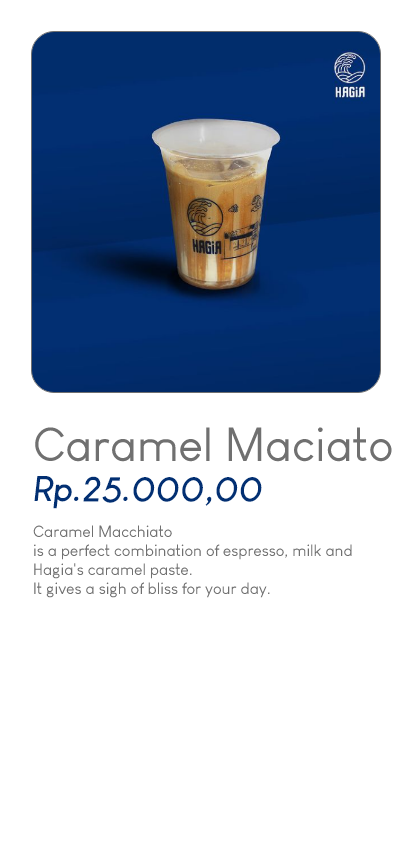 HAGiA
HAGiA
Caramel Maciato
Rp.25.000,00
Caramel Macchiato
is a perfect combination of espresso, milk and
Hagia's caramel paste.
It gives a sigh of bliss for your day.